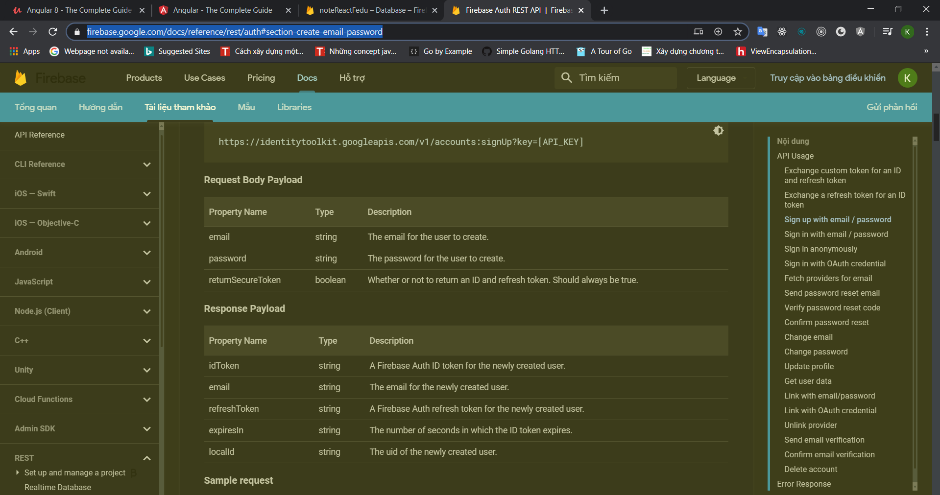 Angular 8 - The Complete Guide
Angular - The Complete Guide
noteReactFedu – Database – Fire
Firebase Auth REST API | Fireba
firebase.google.com/docs/reference/rest/auth#section-create-email-password
Apps
Webpage not availa...
Suggested Sites
Cách xây dựng một...
Những concept jav...
Go by Example
Simple Golang HTT...
A Tour of Go
Xây dựng chương t...
ViewEncapsulation...
Firebase
Products
Use Cases
Pricing
Docs
Hỗ trợ
Tìm kiếm
Language
Truy cập vào bảng điều khiển
K
Tổng quan
Hướng dẫn
Tài liệu tham khảo
Mẫu
Libraries
Gửi phản hồi
API Reference
CLI Reference
iOS — Swift
iOS — Objective-C
Android
JavaScript
Node.js (Client)
C++
Unity
Cloud Functions
Admin SDK
REST
Set up and manage a project
Realtime Database
https://identitytoolkit.googleapis.com/v1/accounts:signUp?key=[API_KEY]
Request Body Payload
Property Name Type Description
email string The email for the user to create.
password string The password for the user to create.
returnSecureToken boolean Whether or not to return an ID and refresh token. Should always be true.
Response Payload
Property Name Type Description
idToken string A Firebase Auth ID token for the newly created user.
email string The email for the newly created user.
refreshToken string A Firebase Auth refresh token for the newly created user.
expiresIn string The number of seconds in which the ID token expires.
localId string The uid of the newly created user.
Sample request
Nội dung
API Usage
Exchange custom token for an ID
and refresh token
Exchange a refresh token for an ID
token
Sign up with email / password
Sign in with email / password
Sign in anonymously
Sign in with OAuth credential
Fetch providers for email
Send password reset email
Verify password reset code
Confirm password reset
Change email
Change password
Update profile
Get user data
Link with email/password
Link with OAuth credential
Unlink provider
Send email verification
Confirm email verification
Delete account
Error Response